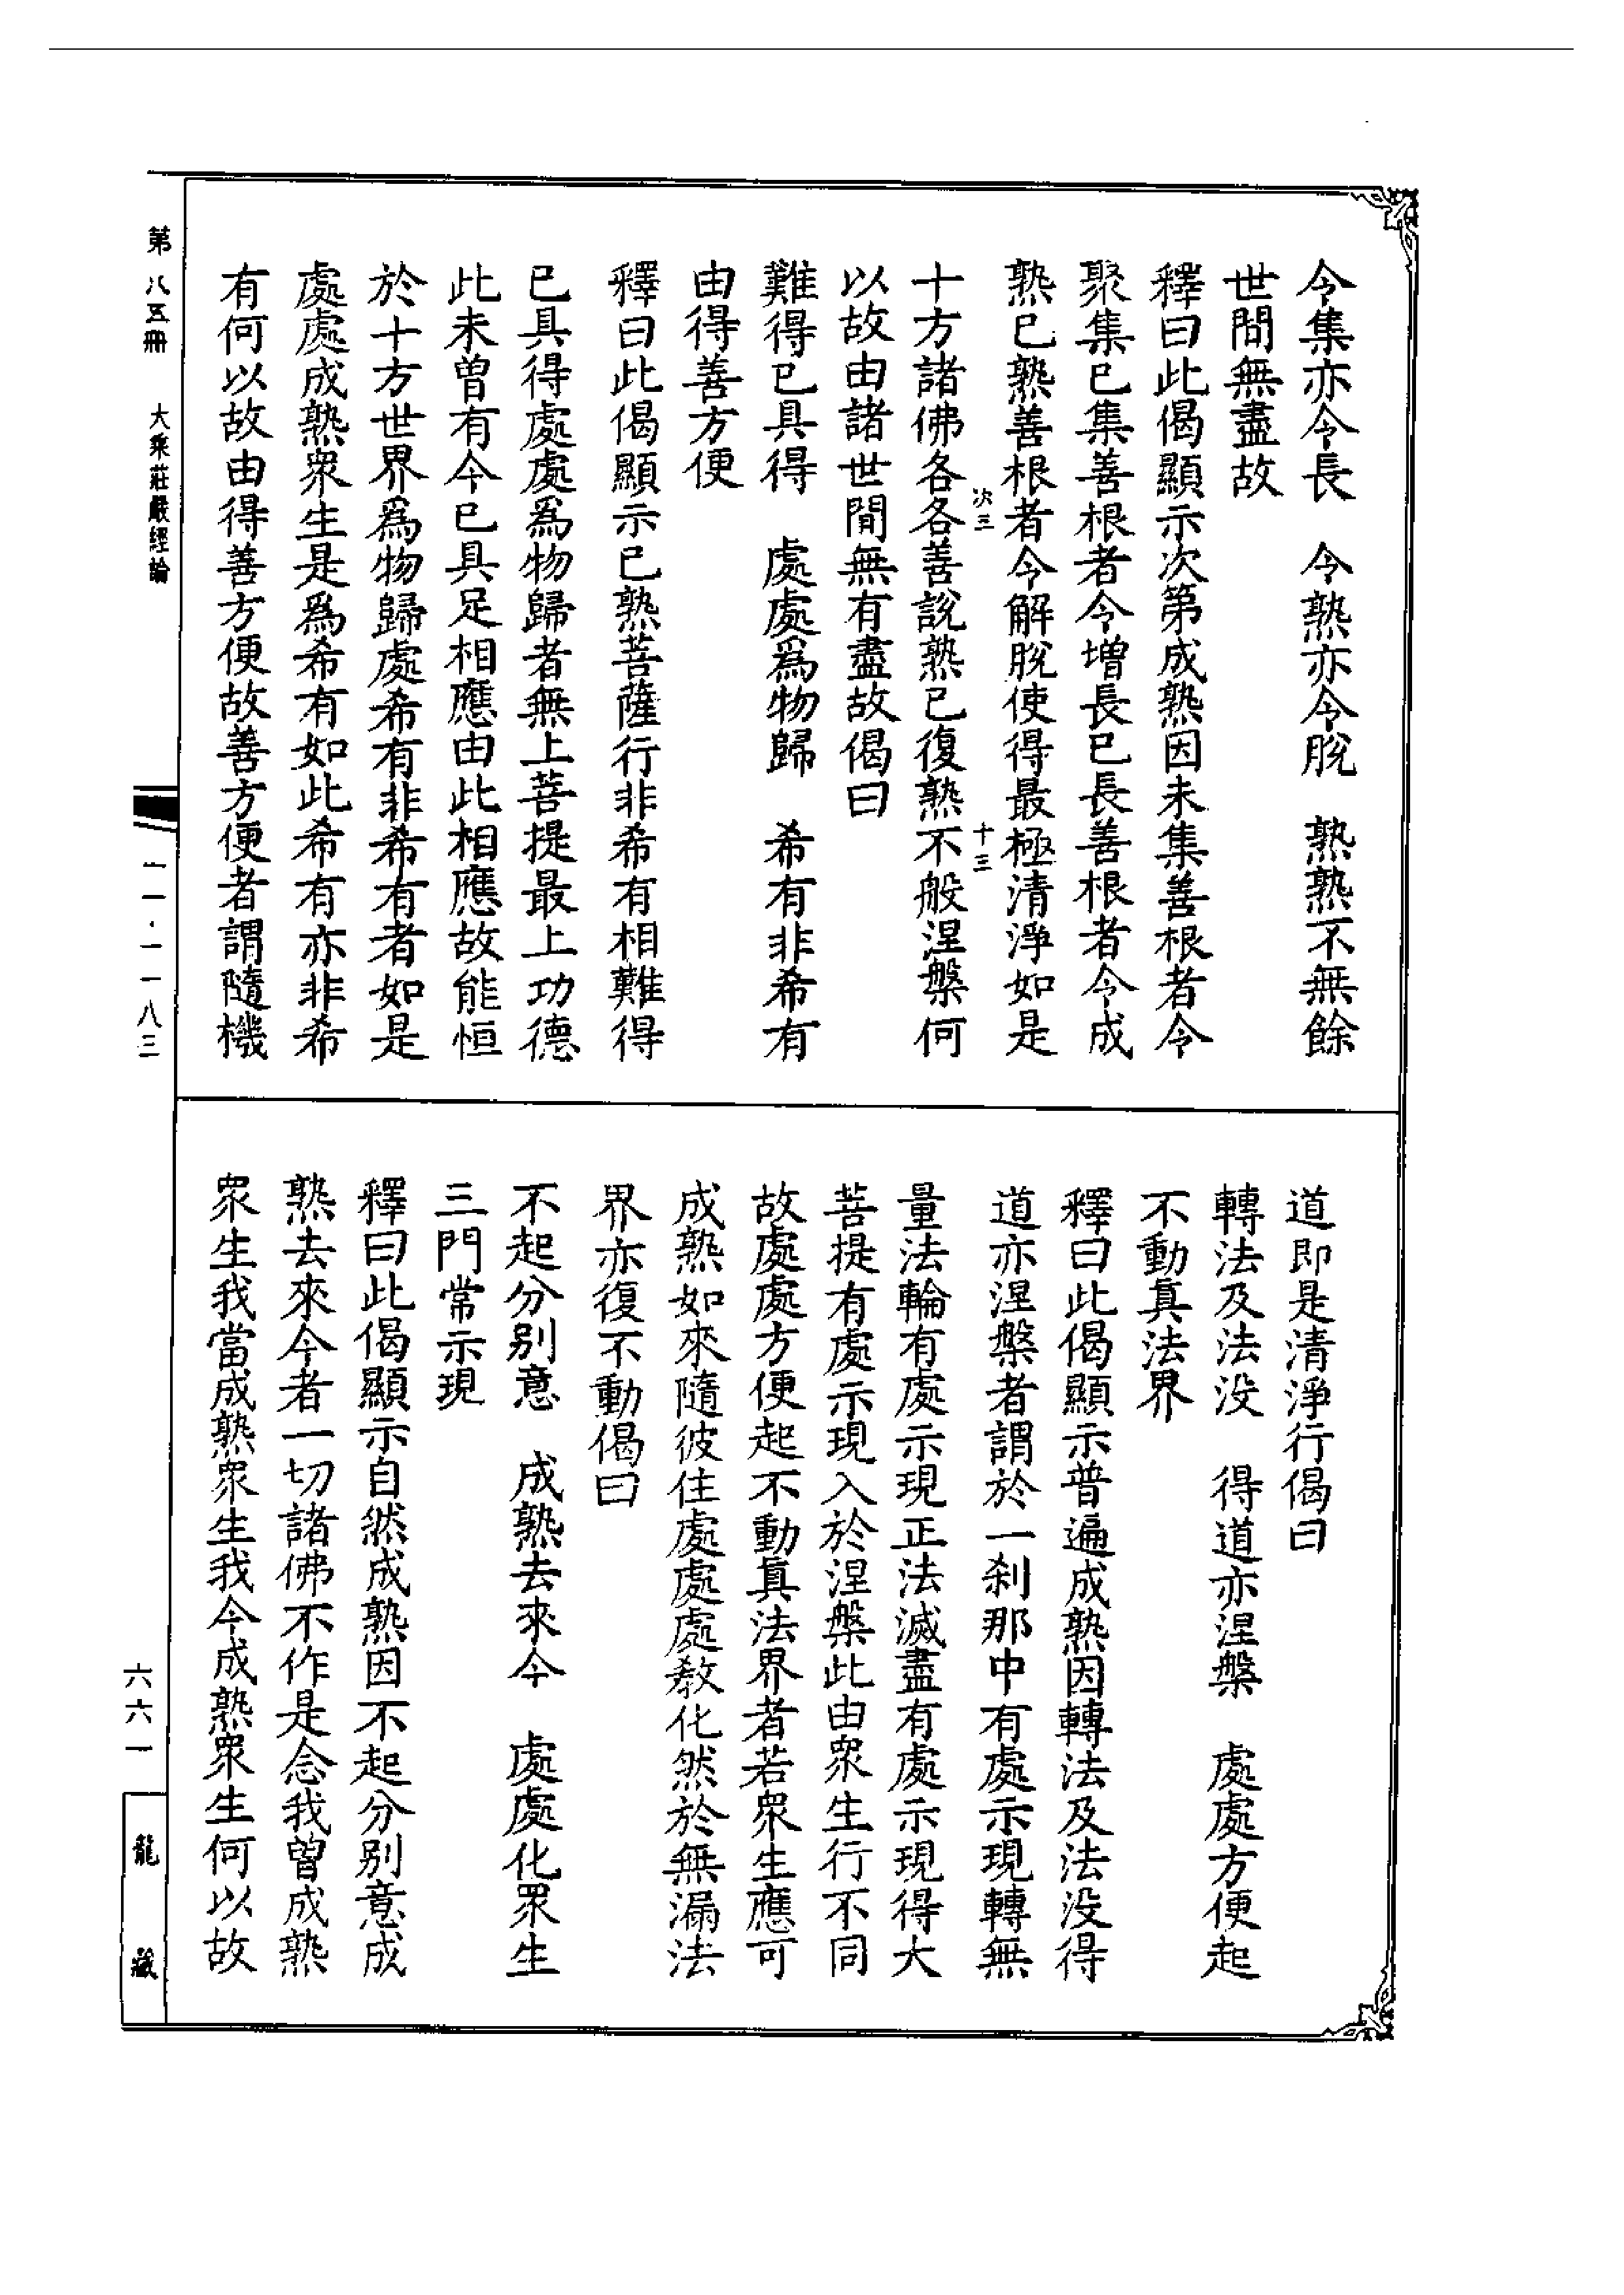 令集亦令長　令熟亦令脫　熟熟不無餘
世間無盡故
釋曰此偈顯示次第成熟因未集善根者令
聚集已集善根者令增長已長善根者令成
熟已熟善根者令解脫使得最極清淨如是
次三　十三
十方諸佛各各善說熟已復熟不般涅槃何
以故由諸世間無有盡故偈曰
難得已具得　處處爲物歸　希有非希有
由得善方便
釋曰此偈顯示已熟菩薩行非希有相難得
已具得處處爲物歸者無上菩提最上功德
此未曾有今已具足相應由此相應故能恒
於十方世界爲物歸處希有非希有者如是
處處成熟衆生是爲希有如此希有亦非希
有何以故由得善方便故善方便者謂隨機
道即是清淨行偈曰
轉法及法没　得道亦涅槃　處處方便起
不動真法界
釋曰此偈顯示普遍成熟因轉法及法没得
道亦涅槃者謂於一刹那中有處示現轉無
量法輪有處示現正法滅盡有處示現得大
菩提有處示現入於涅槃此由衆生行不同
故處處方便起不動真法界者若衆生應可
成熟如來隨彼住處處處教化然於無漏法
界亦復不動偈曰
不起分别意　成熟去來今　處處化衆生
三門常示現
釋曰此偈顯示自然成熟因不起分别意成
熟去來今者一切諸佛不作是念我曾成熟
衆生我當成熟衆生我今成熟衆生何以故
第八五冊　大乘莊嚴經論
一一·一一八三
六六一
龍藏